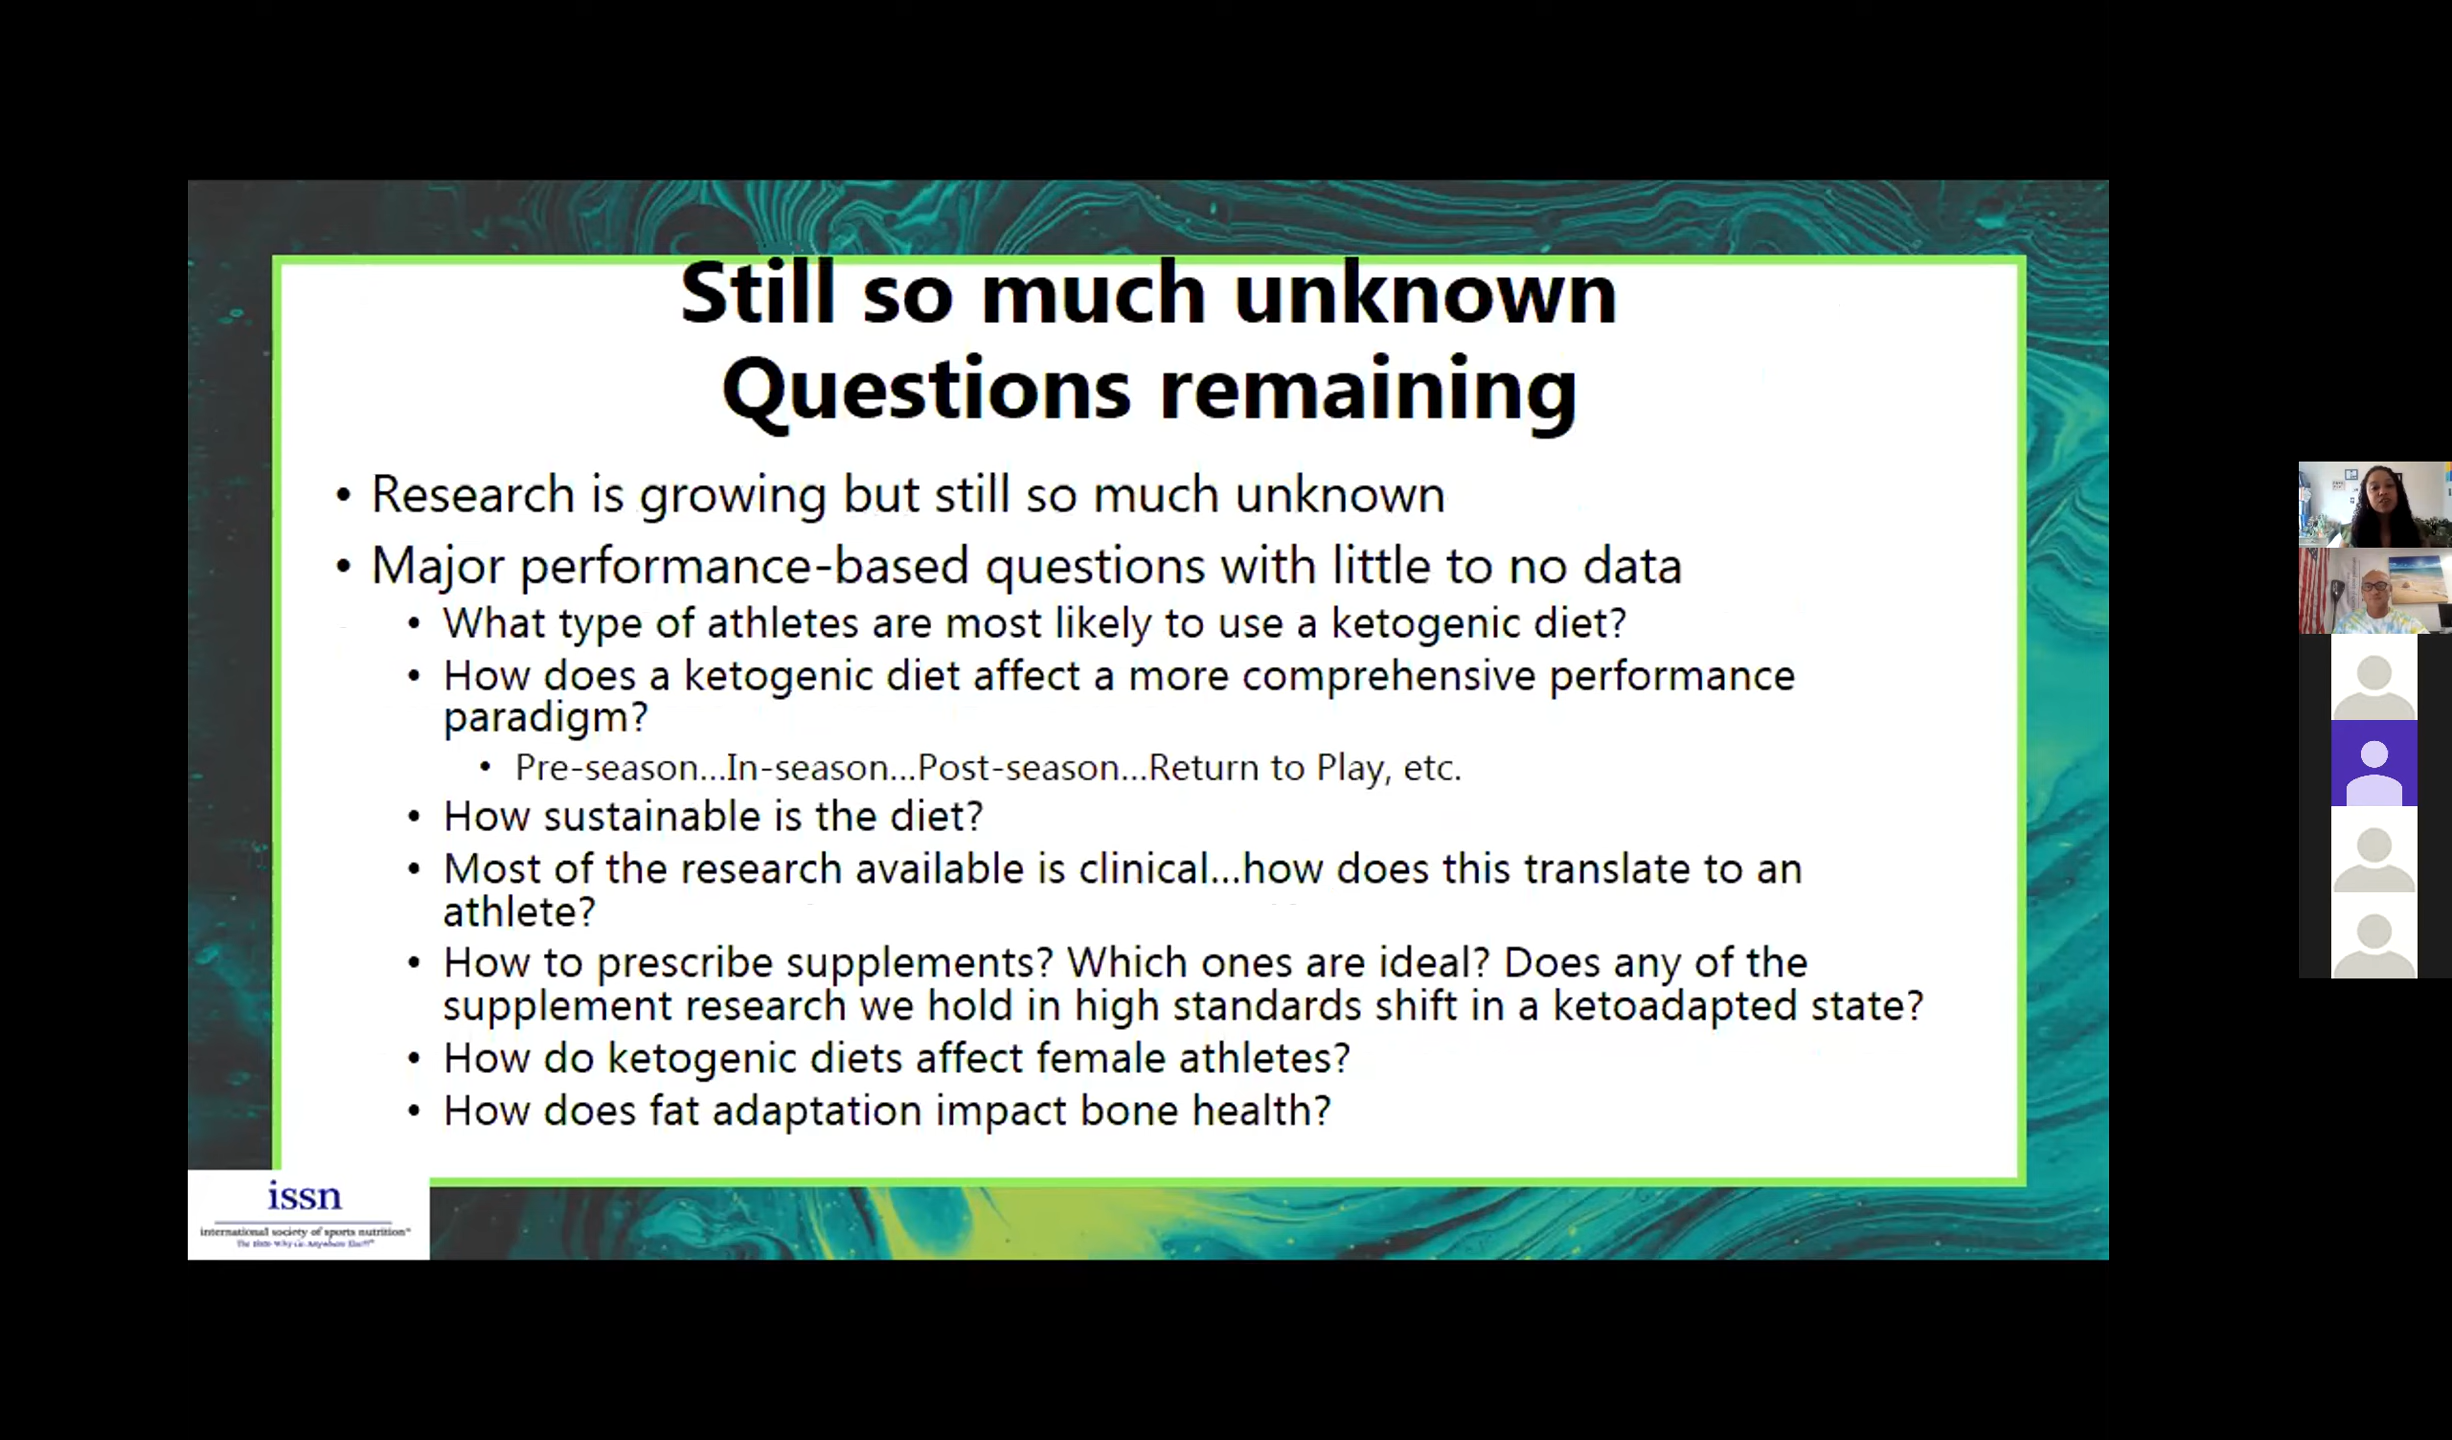 Still so much unknown
Questions remaining
• Research is growing but still so much unknown
• Major performance-based questions with little to no data
• What type of athletes are most likely to use a ketogenic diet?
• How does a ketogenic diet affect a more comprehensive performance
paradigm?
• Pre-season...In-season...Post-season...Return to Play, etc.
• How sustainable is the diet?
• Most of the research available is clinical...how does this translate to an
athlete?
• How to prescribe supplements? Which ones are ideal? Does any of the
supplement research we hold in high standards shift in a ketoadapted state?
• How do ketogenic diets affect female athletes?
• How does fat adaptation impact bone health?
issn
international society of sports nutrition